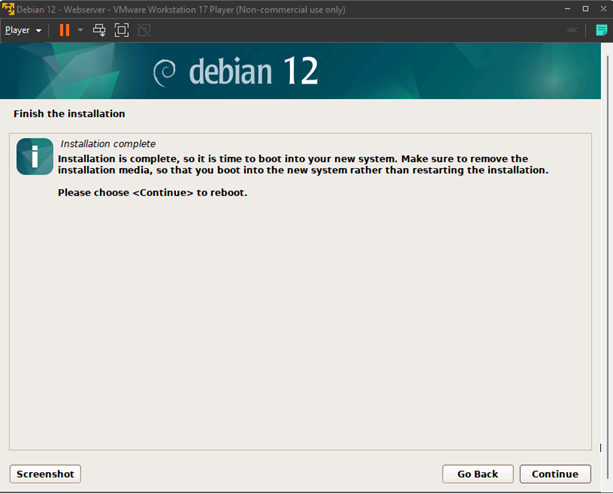 Debian 12 - Webserver - VMware Workstation 17 Player (Non-commercial use only)
Player
debian 12
Finish the installation
Installation complete
Installation is complete, so it is time to boot into your new system. Make sure to remove the
installation media, so that you boot into the new system rather than restarting the installation.
Please choose <Continue> to reboot.
Screenshot
Go Back
Continue